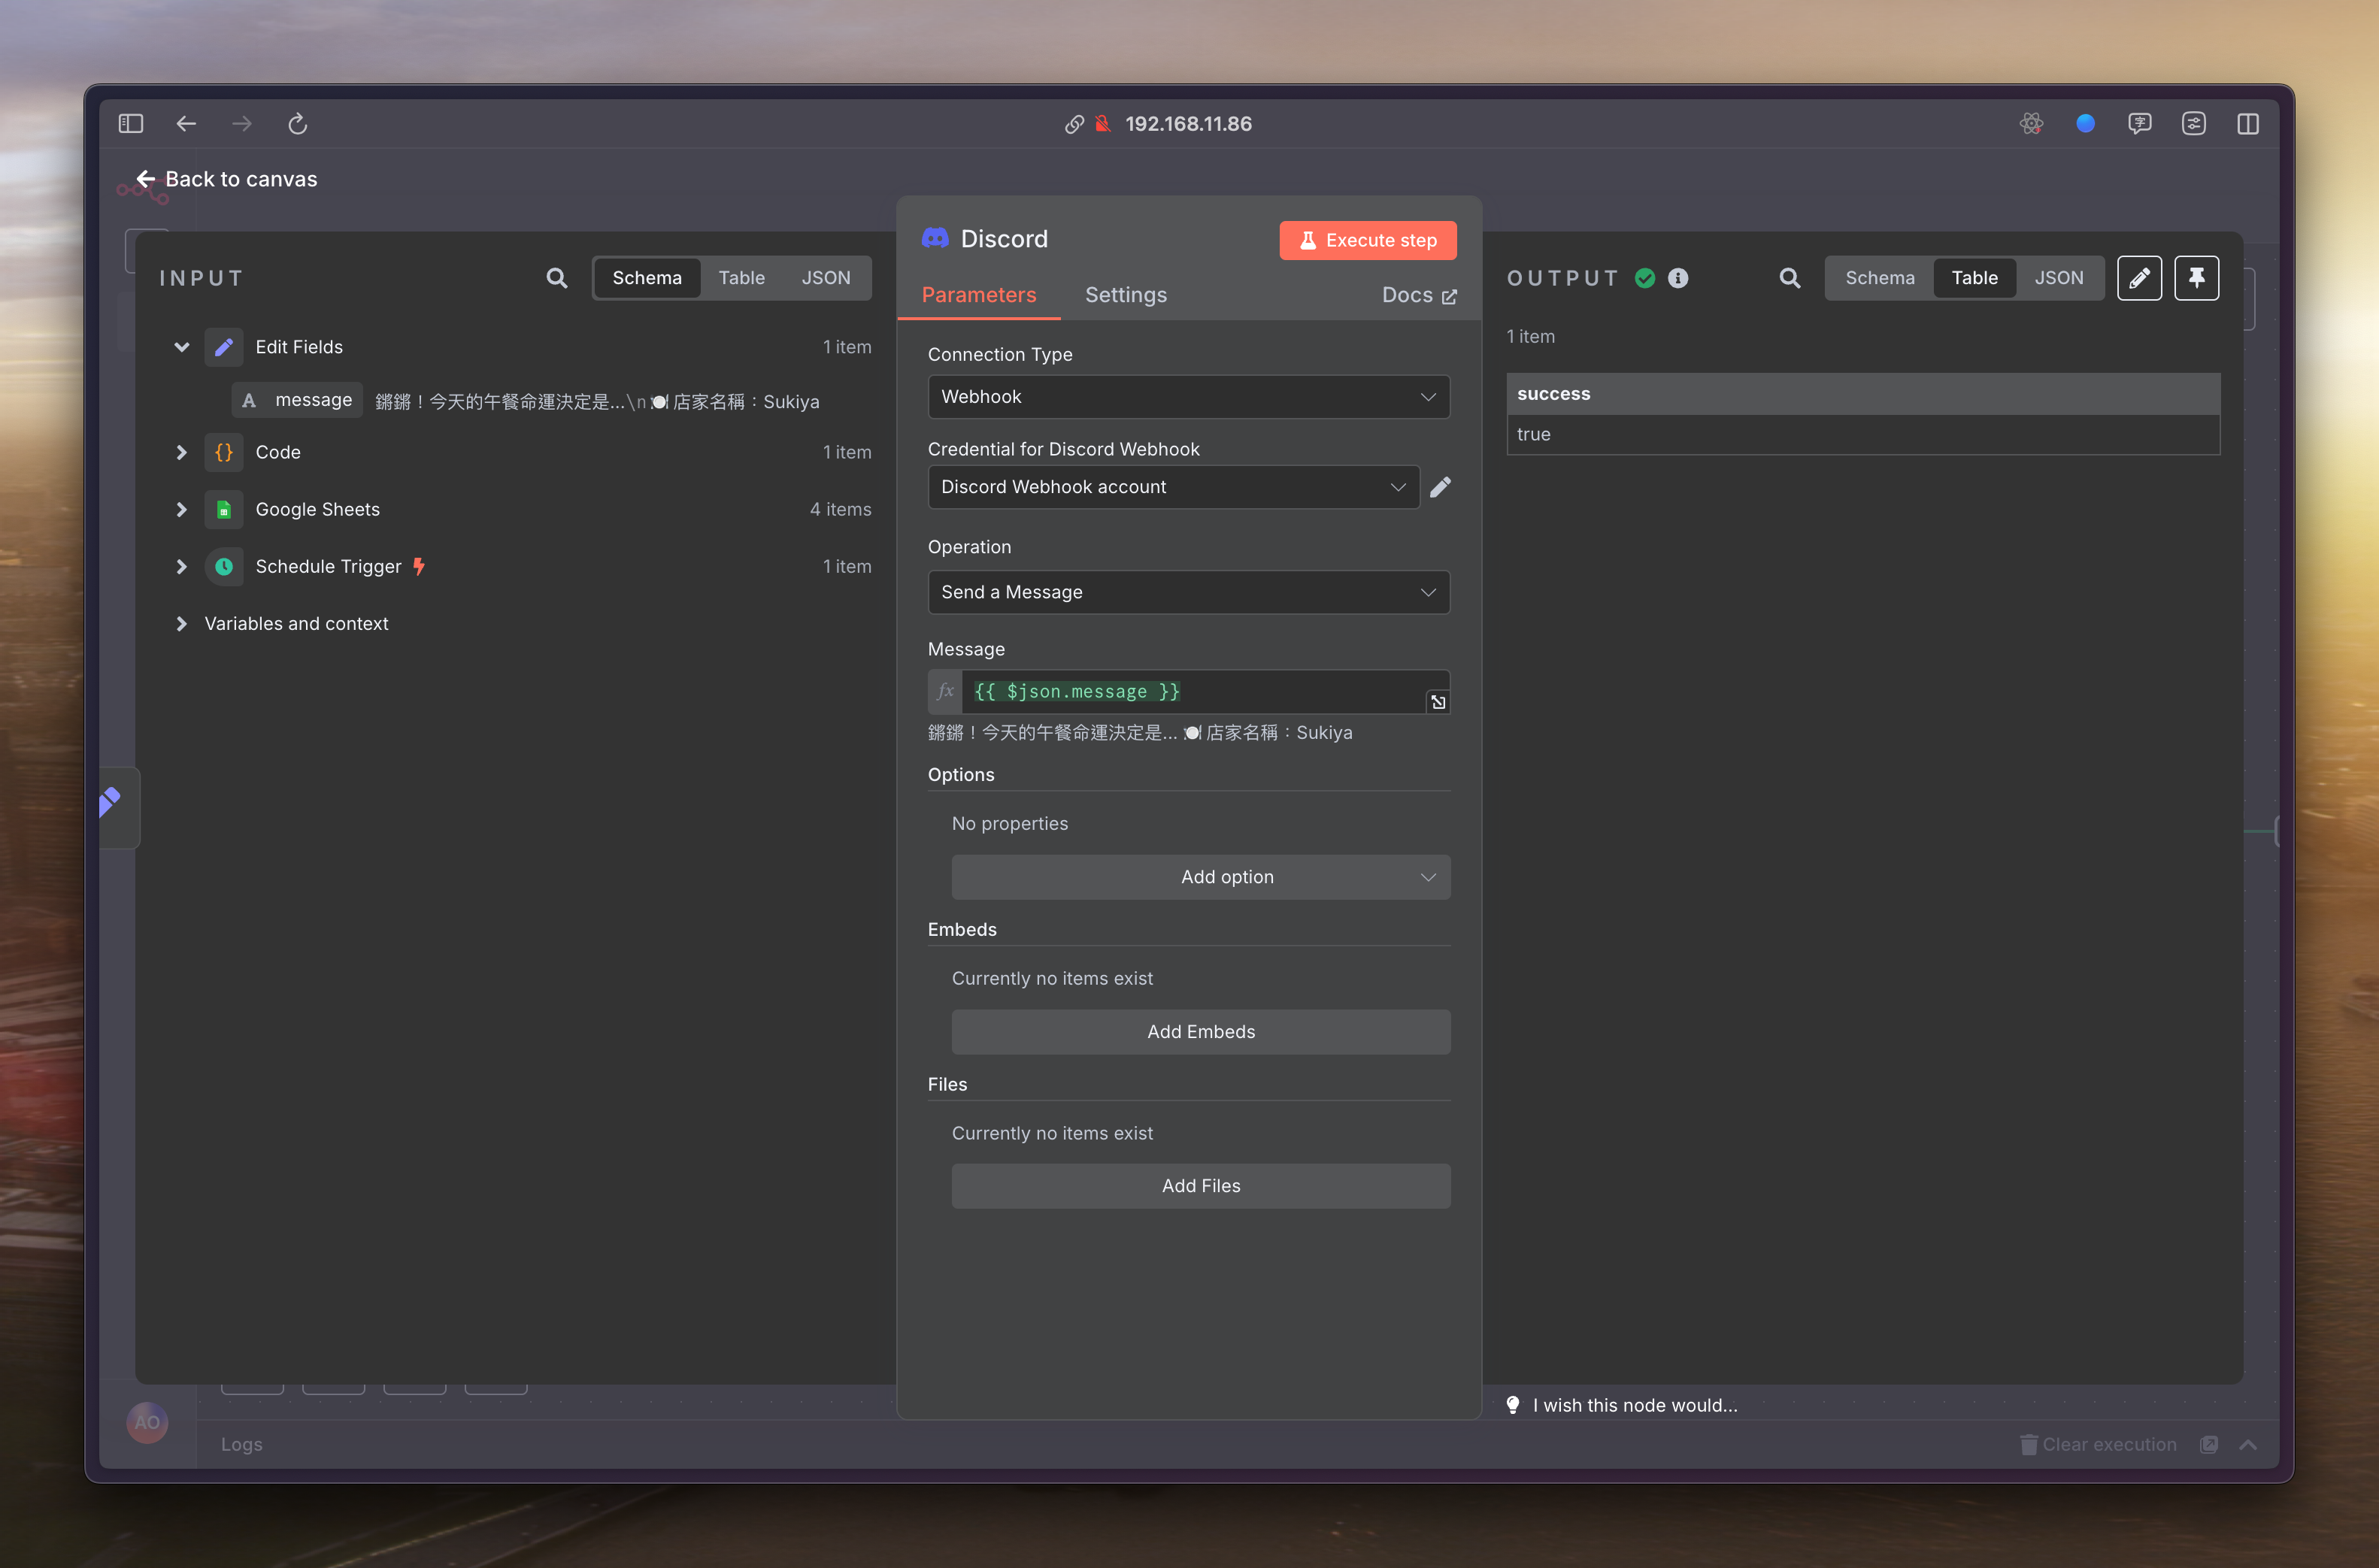 192.168.11.86
Back to canvas
INPUT
Schema
Table
JSON
Edit Fields
1 item
A message 鏘鏘！今天的午餐命運決定是...\n🍽️ 店家名稱：Sukiya
Code
1 item
Google Sheets
4 items
Schedule Trigger
1 item
Variables and context
Discord
Execute step
Parameters
Settings
Docs
Connection Type
Webhook
Credential for Discord Webhook
Discord Webhook account
Operation
Send a Message
Message
fx {{ $json.message }}
鏘鏘！今天的午餐命運決定是... 🍽️ 店家名稱：Sukiya
Options
No properties
Add option
Embeds
Currently no items exist
Add Embeds
Files
Currently no items exist
Add Files
OUTPUT
Schema
Table
JSON
1 item
success
true
I wish this node would...
AO
Logs
Clear execution